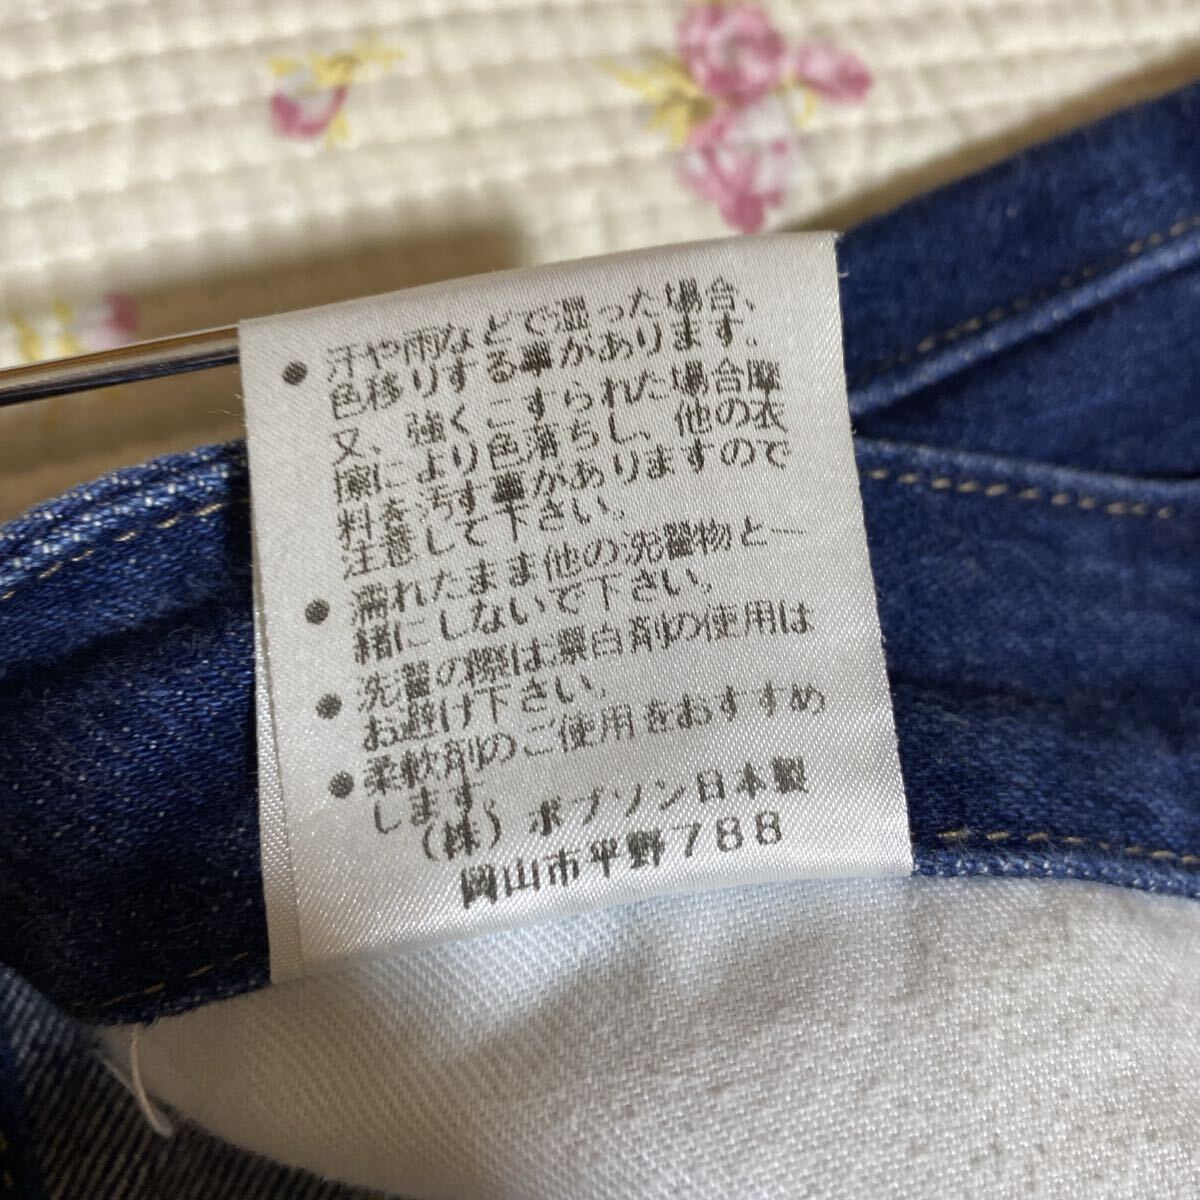 ●汗や雨などで湿った場合、
色移りする事があります。
又、強くこすられた場合摩
擦により色落ちし、他の衣
料を汚す事がありますので
注意して下さい。
●濡れたまま他の洗濯物と一
緒にしないで下さい。
●洗濯の際は漂白剤の使用は
お避け下さい。
●柔軟剤のご使用をおすすめ
します。
(株)ボブソン日本製
岡山市平野788